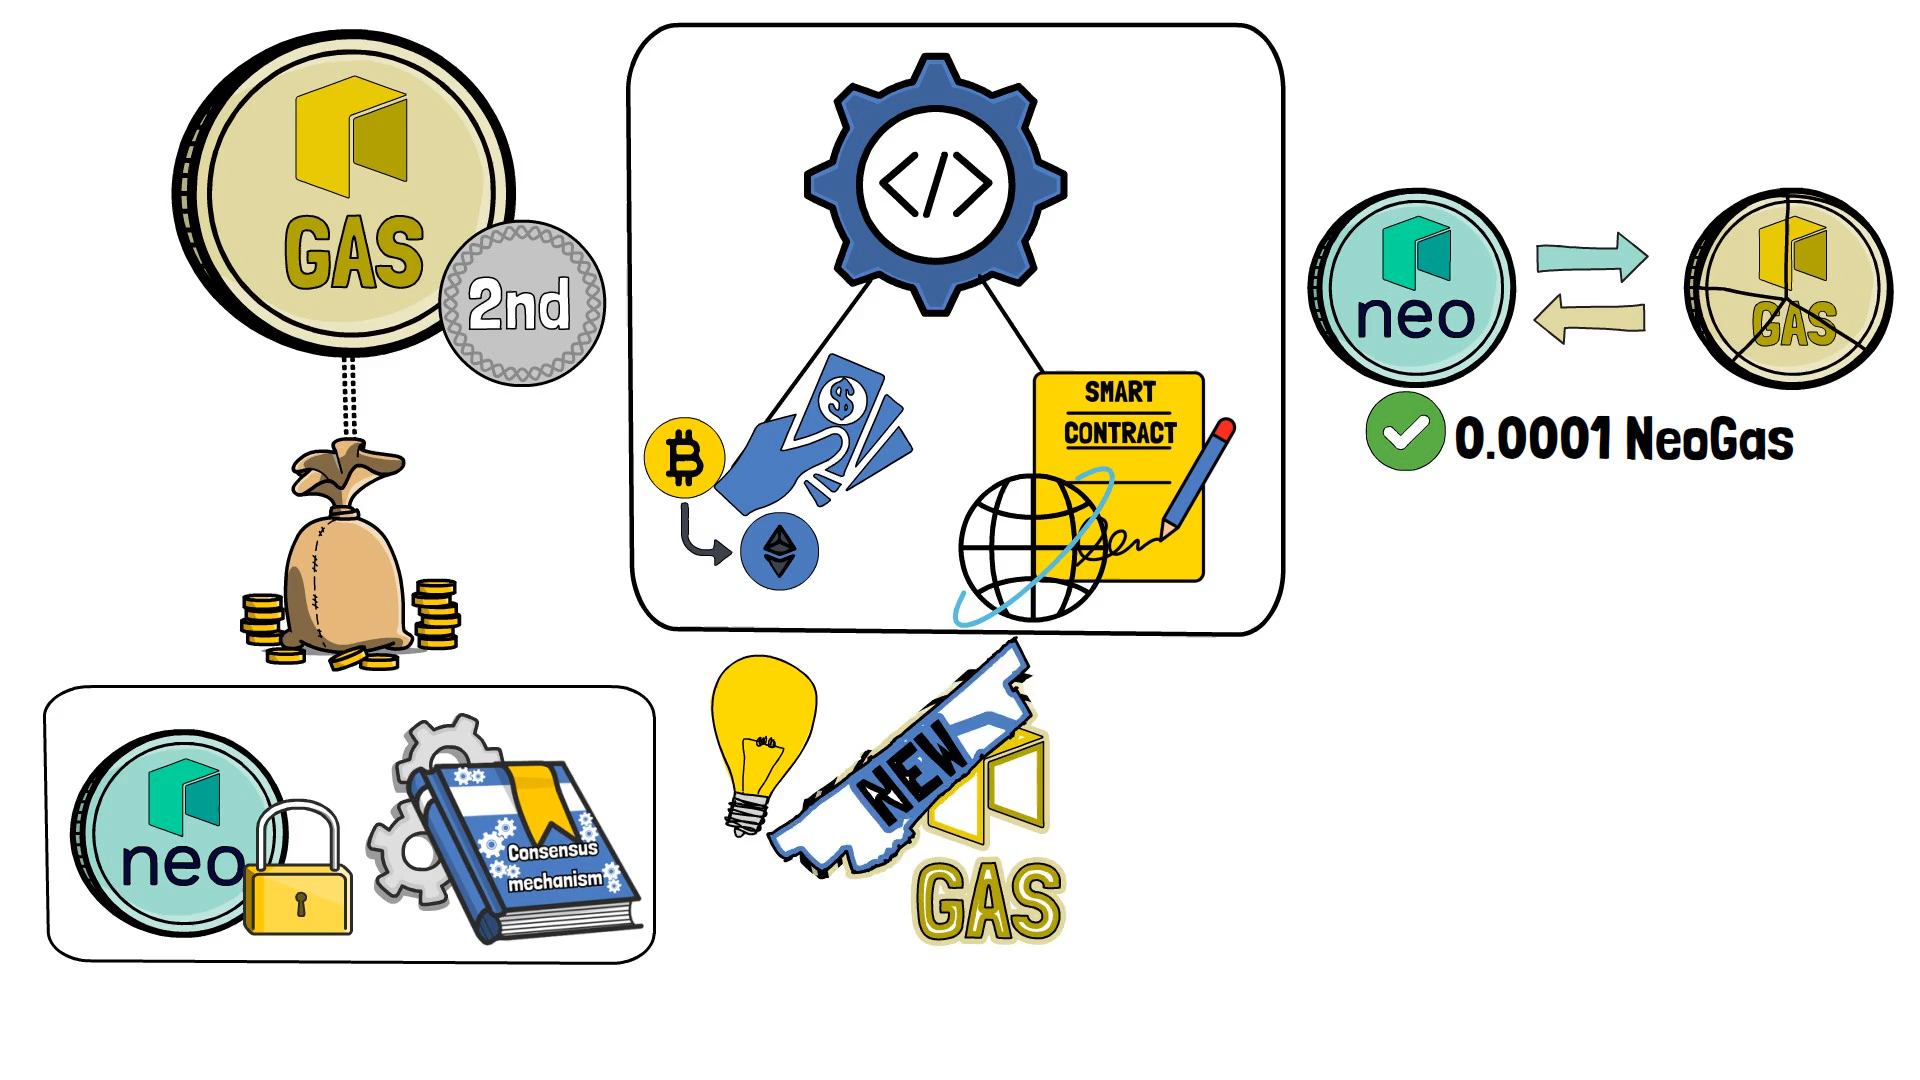 GAS
2nd
</>
$
SMART
CONTRACT
neo
GAS
0.0001 NeoGas
neo
Consensus
mechanism
NEW
GAS